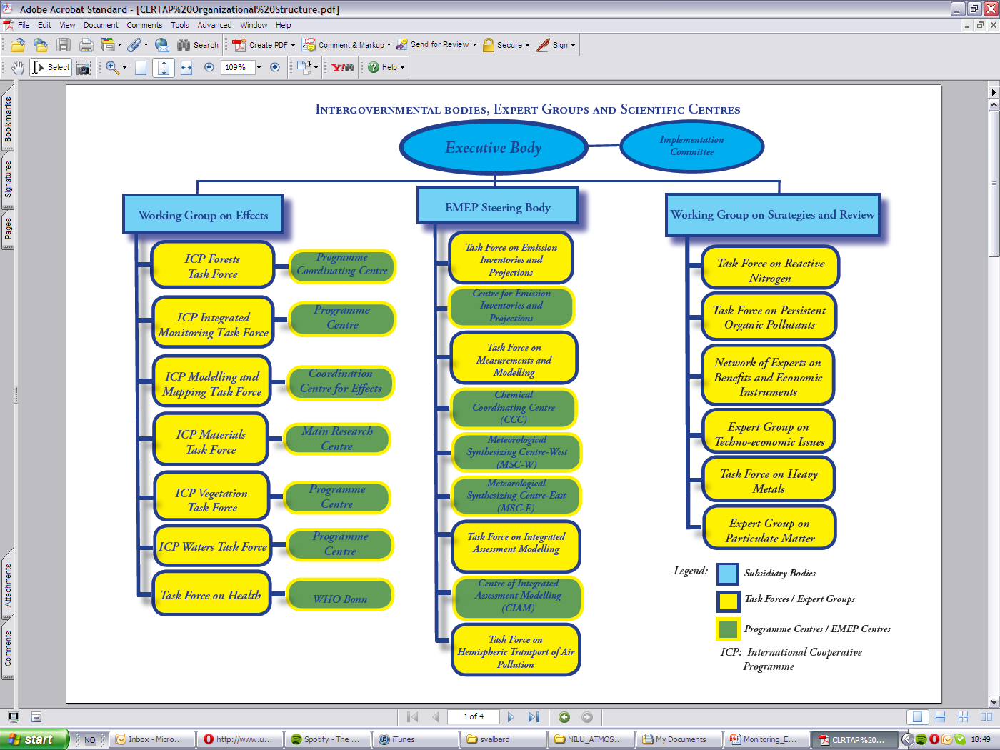 Adobe Acrobat Standard - [CLRTAP%20Organizational%20Structure.pdf]
File Edit View Document Comments Tools Advanced Window Help
Search Create PDF Comment & Markup Send for Review Secure Sign
Select 109% Y! Help
Bookmarks
Signatures
Pages
Attachments
Comments
Intergovernmental bodies, Expert Groups and Scientific Centres
Executive Body
Implementation
Committee
Working Group on Effects
ICP Forests
Task Force
Programme
Coordinating Centre
ICP Integrated
Monitoring Task Force
Programme
Centre
ICP Modelling and
Mapping Task Force
Coordination
Centre for Effects
ICP Materials
Task Force
Main Research
Centre
ICP Vegetation
Task Force
Programme
Centre
ICP Waters Task Force
Programme
Centre
Task Force on Health
WHO Bonn
EMEP Steering Body
Task Force on Emission
Inventories and
Projections
Centre for Emission
Inventories and
Projections
Task Force on
Measurements and
Modelling
Chemical
Coordinating Centre
(CCC)
Meteorological
Synthesizing Centre-West
(MSC-W)
Meteorological
Synthesizing Centre-East
(MSC-E)
Task Force on Integrated
Assessment Modelling
Centre of Integrated
Assessment Modelling
(CIAM)
Task Force on
Hemispheric Transport of Air
Pollution
Working Group on Strategies and Review
Task Force on Reactive
Nitrogen
Task Force on Persistent
Organic Pollutants
Network of Experts on
Benefits and Economic
Instruments
Expert Group on
Techno-economic Issues
Task Force on Heavy
Metals
Expert Group on
Particulate Matter
Legend:
Subsidiary Bodies
Task Forces / Expert Groups
Programme Centres / EMEP Centres
ICP: International Cooperative
Programme
1 of 4
start NO Inbox - Micro... http://www.u... Spotify - The ... iTunes svalbard NILU_ATMOS... My Documents Monitoring_E... CLRTAP%20... 18:49